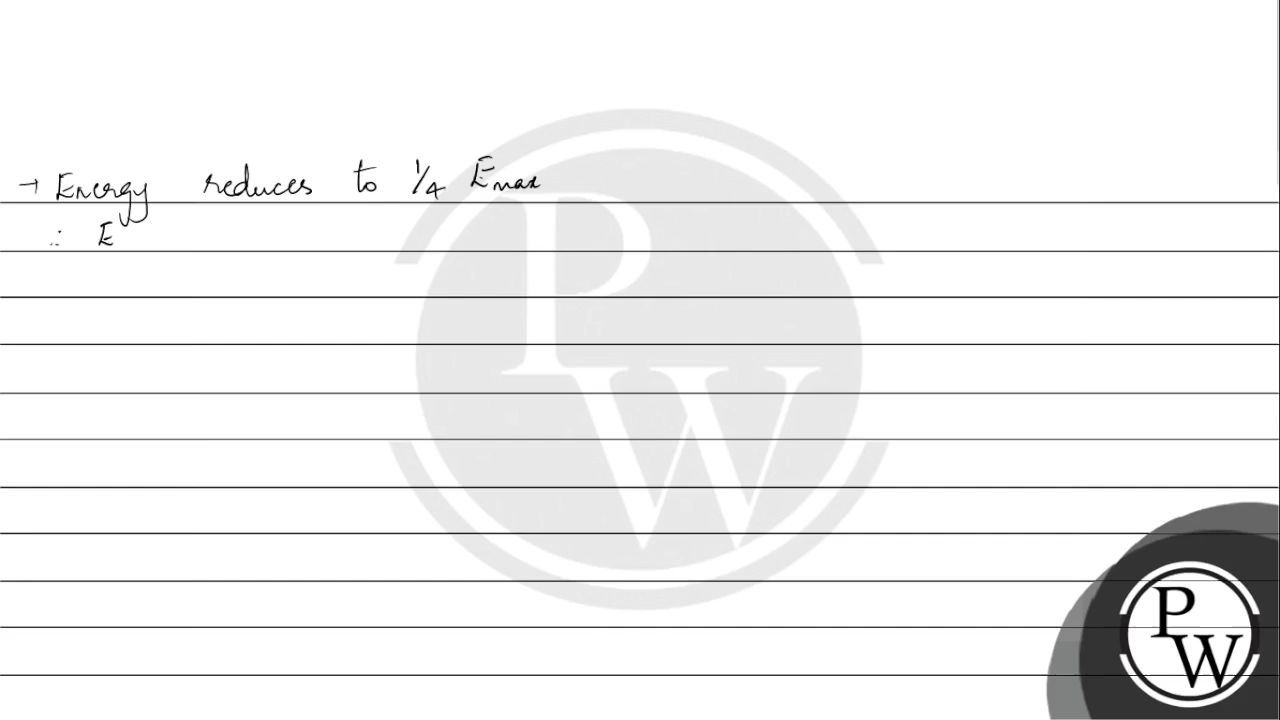 → Energy reduces to 1/4 Emax
∴ E
P
W
P
W